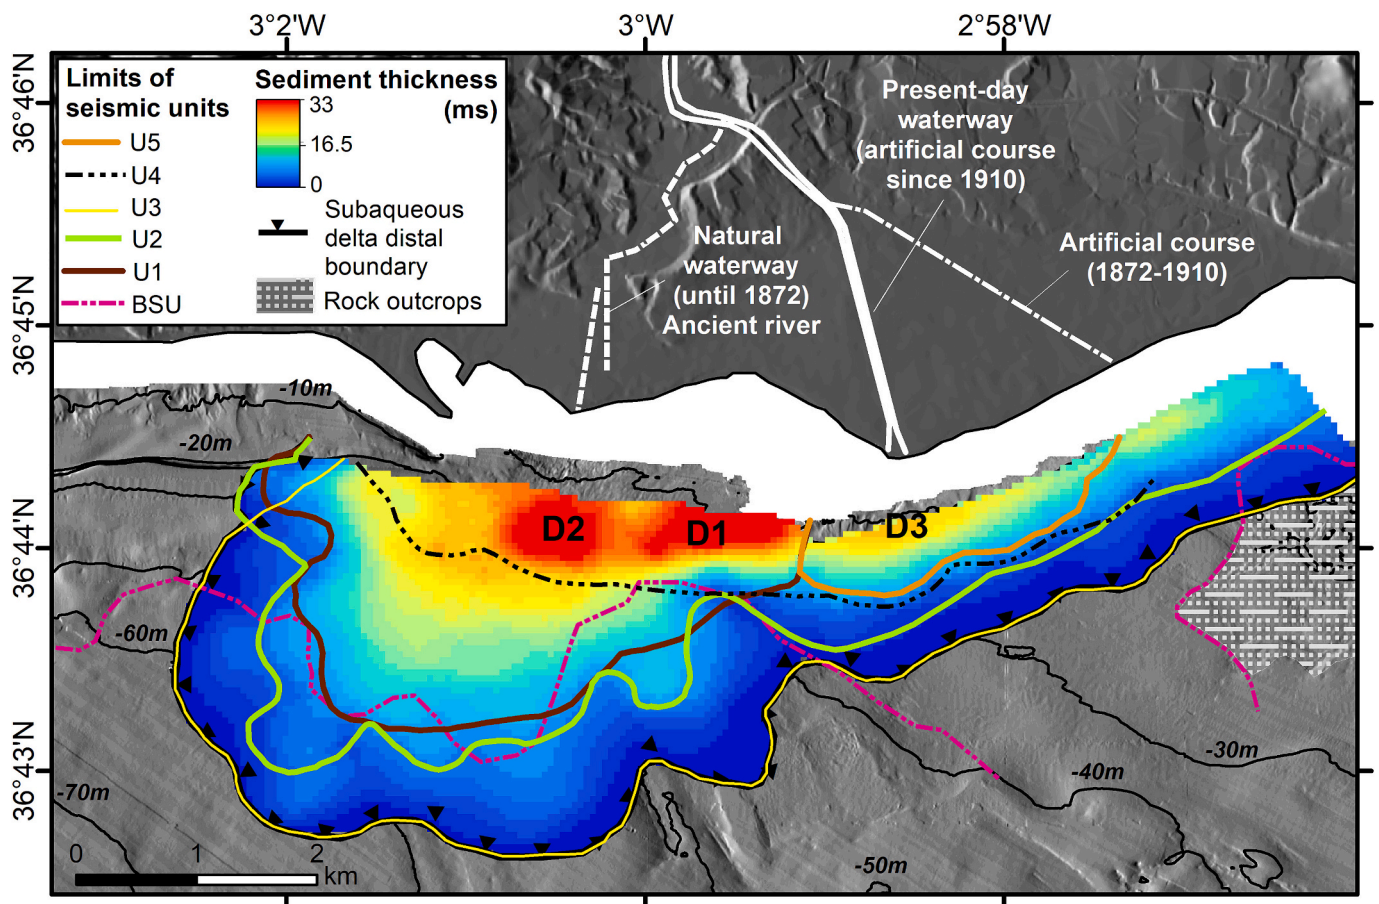 3°2'W
3°W
2°58'W
36°46'N
36°45'N
36°44'N
36°43'N
Limits of
seismic units
U5
U4
U3
U2
U1
BSU
Sediment thickness
(ms)
33
16.5
0
Subaqueous
delta distal
boundary
Rock outcrops
Present-day
waterway
(artificial course
since 1910)
Natural
waterway
(until 1872)
Ancient river
Artificial course
(1872-1910)
-10m
-20m
D2
D1
D3
-60m
-70m
-30m
-40m
-50m
0
1
2
km